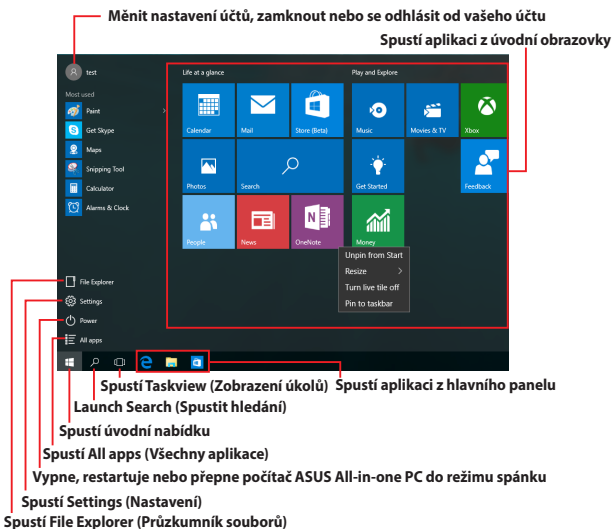 Měnit nastavení účtů, zamknout nebo se odhlásit od vašeho účtu
Spustí aplikaci z úvodní obrazovky
test
Most used
Paint
Get Skype
Maps
Snipping Tool
Calculator
Alarms & Clock
File Explorer
Settings
Power
All apps
Life at a glance
Play and Explore
Calendar
Mail
Store (Beta)
Music
Movies & TV
Xbox
Photos
Search
Get Started
Feedback
People
News
OneNote
Money
Unpin from Start
Resize
Turn live tile off
Pin to taskbar
Spustí Taskview (Zobrazení úkolů)
Spustí aplikaci z hlavního panelu
Launch Search (Spustit hledání)
Spustí úvodní nabídku
Spustí All apps (Všechny aplikace)
Vypne, restartuje nebo přepne počítač ASUS All-in-one PC do režimu spánku
Spustí Settings (Nastavení)
Spustí File Explorer (Průzkumník souborů)